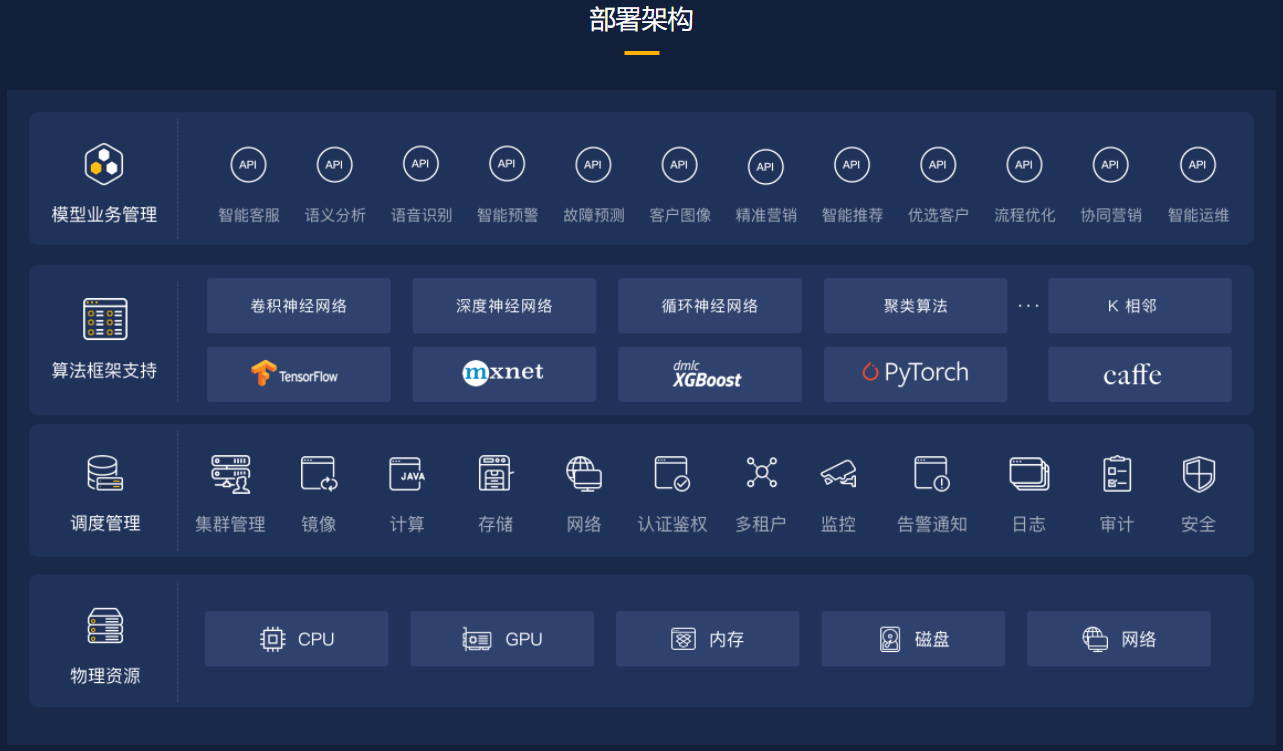 部署架构
API API API API API API API API API API API API
模型业务管理
智能客服 语义分析 语音识别 智能预警 故障预测 客户图像 精准营销 智能推荐 优选客户 流程优化 协同营销 智能运维
卷积神经网络 深度神经网络 循环神经网络 聚类算法 ··· K 相邻
算法框架支持
TensorFlow mxnet dmlc XGBoost PyTorch caffe
JAVA
调度管理
集群管理 镜像 计算 存储 网络 认证鉴权 多租户 监控 告警通知 日志 审计 安全
CPU GPU 内存 磁盘 网络
物理资源